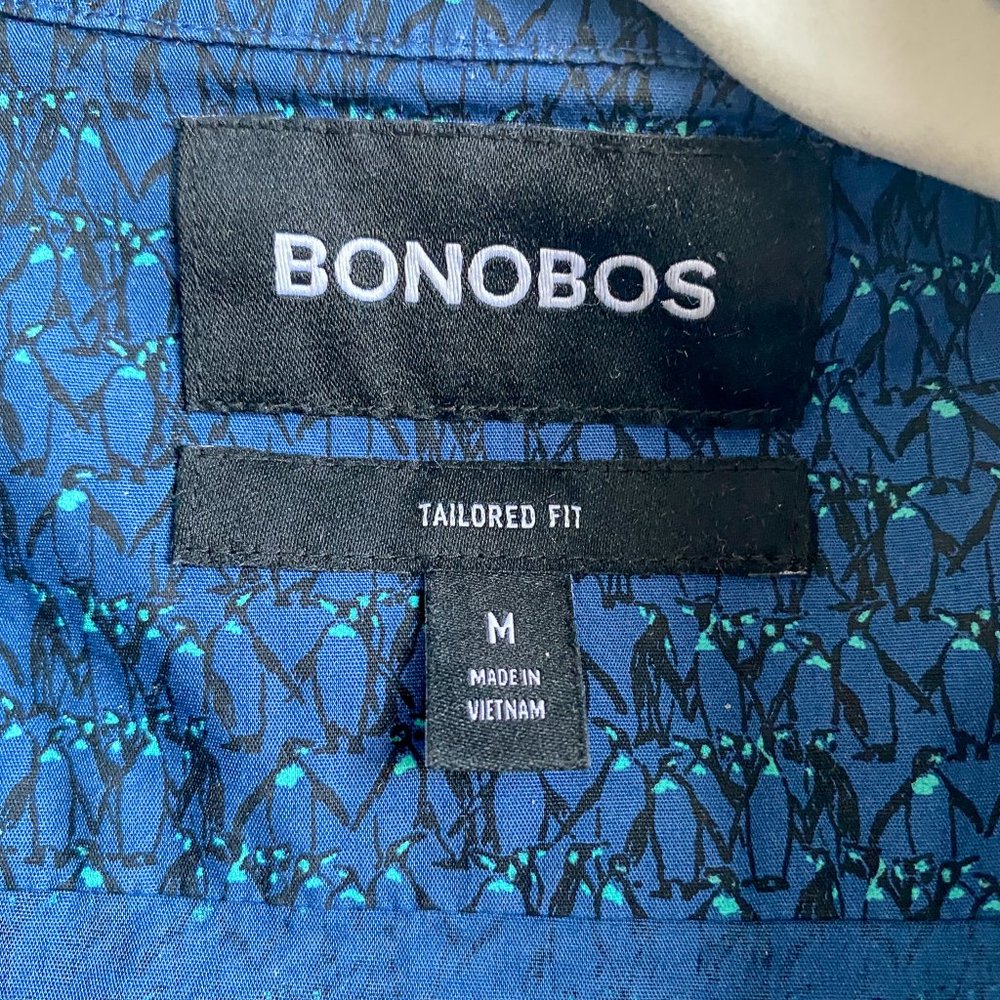 BONOBOS
TAILORED FIT
M
MADE IN
VIETNAM